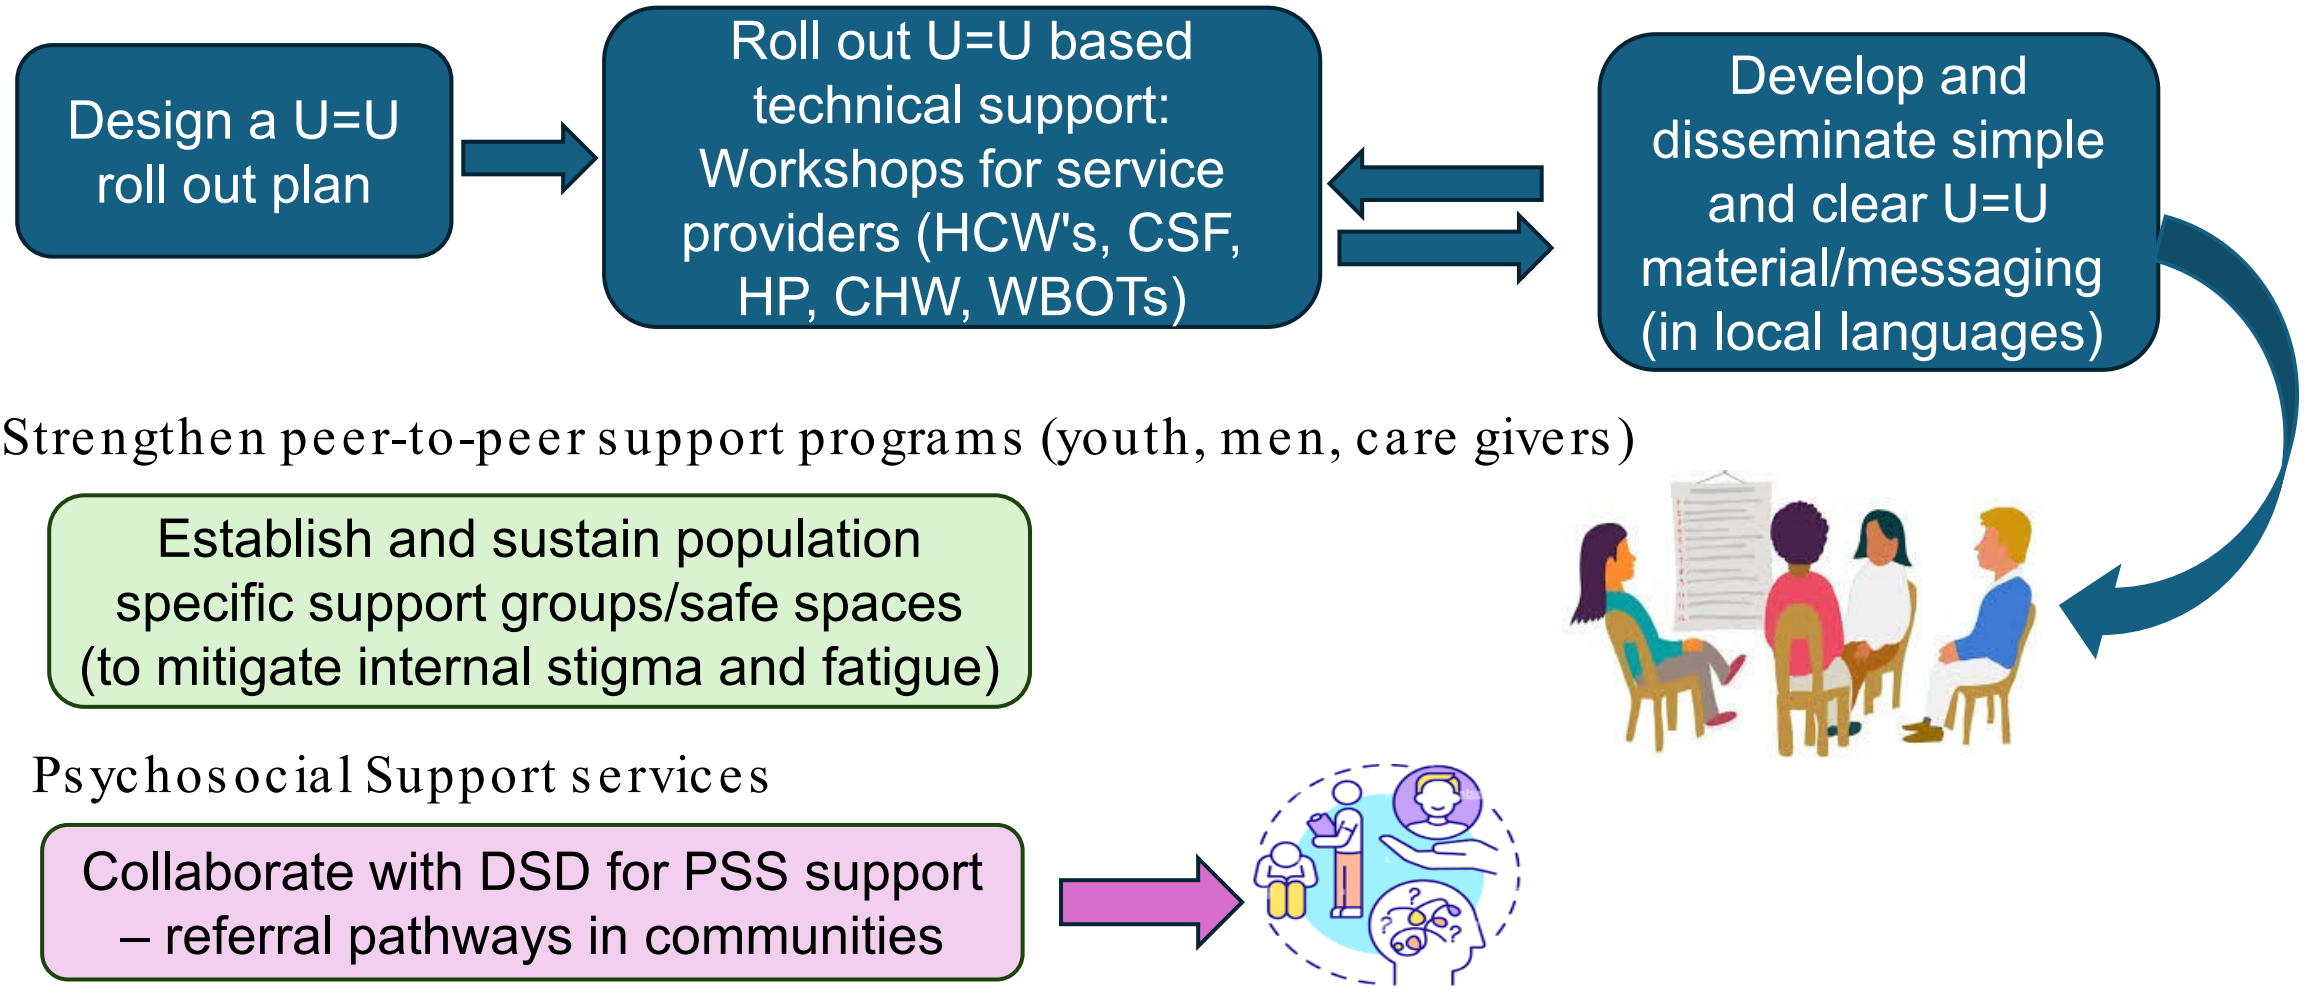 Design a U=U
roll out plan
Roll out U=U based
technical support:
Workshops for service
providers (HCW's, CSF,
HP, CHW, WBOTs)
Develop and
disseminate simple
and clear U=U
material/messaging
(in local languages)
Strengthen peer-to-peer support programs (youth, men, care givers)
Establish and sustain population
specific support groups/safe spaces
(to mitigate internal stigma and fatigue)
Psychosocial Support services
Collaborate with DSD for PSS support
– referral pathways in communities
? ? ?